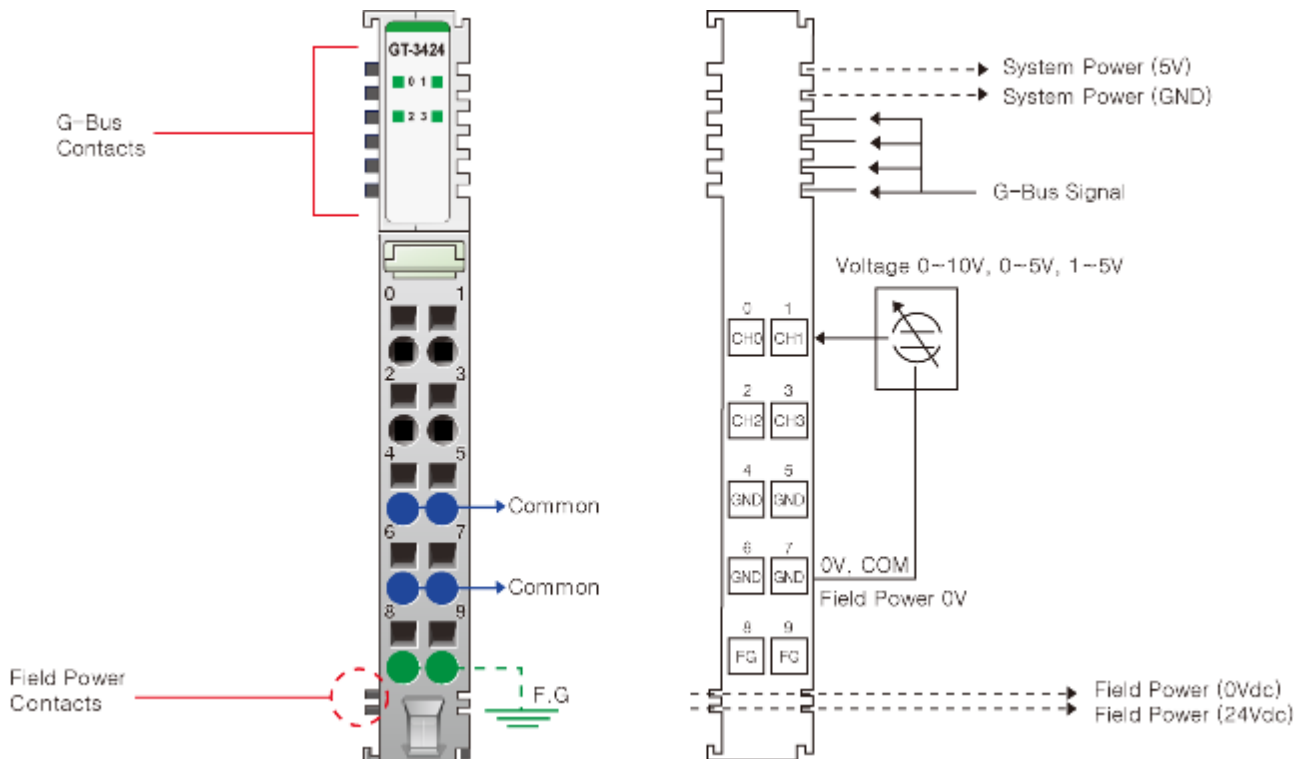 GT-3424
0 1
2 3
G-Bus
Contacts
0 1
2 3
4 5
Common
6 7
Common
8 9
F.G
Field Power
Contacts
System Power (5V)
System Power (GND)
G-Bus Signal
Voltage 0~10V, 0~5V, 1~5V
0 1
CH0 CH1
2 3
CH2 CH3
4 5
GND GND
6 7
GND GND
0V. COM
Field Power 0V
8 9
FG FG
Field Power (0Vdc)
Field Power (24Vdc)